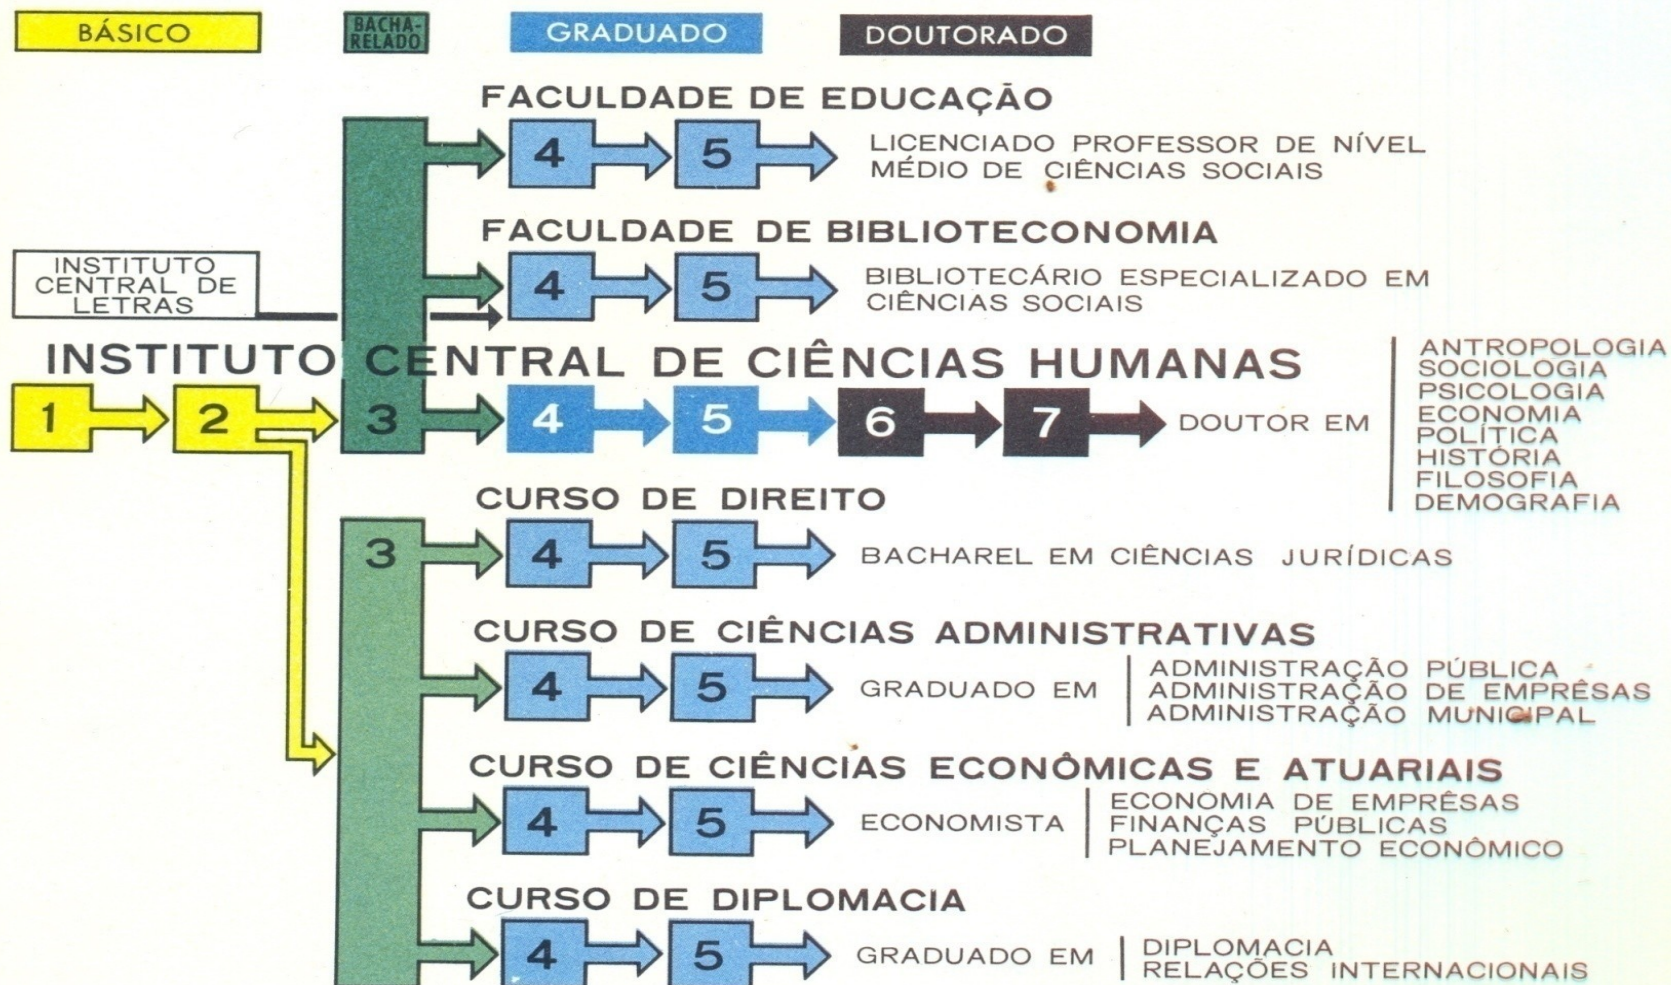 BÁSICO
BACHA-
RELADO
GRADUADO
DOUTORADO
FACULDADE DE EDUCAÇÃO
4 5
LICENCIADO PROFESSOR DE NÍVEL
MÉDIO DE CIÊNCIAS SOCIAIS
FACULDADE DE BIBLIOTECONOMIA
INSTITUTO
CENTRAL DE
LETRAS
4 5
BIBLIOTECÁRIO ESPECIALIZADO EM
CIÊNCIAS SOCIAIS
INSTITUTO CENTRAL DE CIÊNCIAS HUMANAS
1 2 3 4 5 6 7 DOUTOR EM
ANTROPOLOGIA
SOCIOLOGIA
PSICOLOGIA
ECONOMIA
POLÍTICA
HISTÓRIA
FILOSOFIA
DEMOGRAFIA
CURSO DE DIREITO
3 4 5 BACHAREL EM CIÊNCIAS JURÍDICAS
CURSO DE CIÊNCIAS ADMINISTRATIVAS
4 5 GRADUADO EM
ADMINISTRAÇÃO PÚBLICA
ADMINISTRAÇÃO DE EMPRÊSAS
ADMINISTRAÇÃO MUNICIPAL
CURSO DE CIÊNCIAS ECONÔMICAS E ATUARIAIS
4 5 ECONOMISTA
ECONOMIA DE EMPRÊSAS
FINANÇAS PÚBLICAS
PLANEJAMENTO ECONÔMICO
CURSO DE DIPLOMACIA
4 5 GRADUADO EM
DIPLOMACIA
RELAÇÕES INTERNACIONAIS